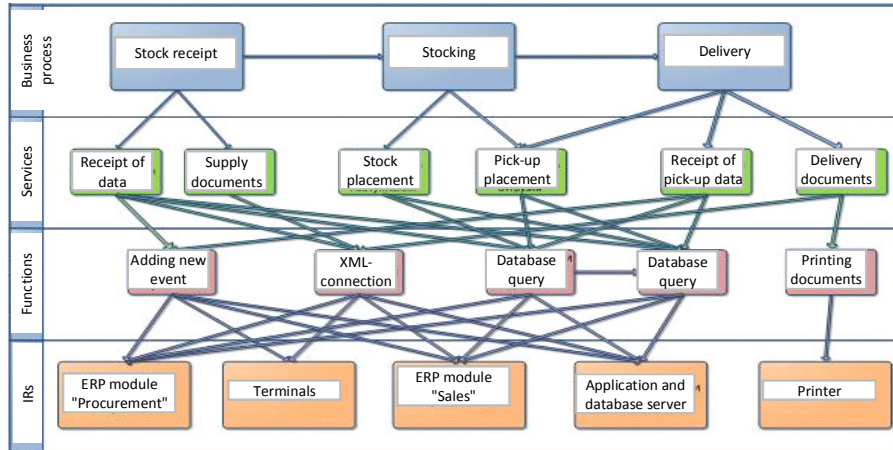 Business
process
Stock receipt
Stocking
Delivery
Services
Receipt of
data
Supply
documents
Stock
placement
Pick-up
placement
Receipt of
pick-up data
Delivery
documents
Functions
Adding new
event
XML-
connection
Database
query
Database
query
Printing
documents
IRs
ERP module
"Procurement"
Terminals
ERP module
"Sales"
Application and
database server
Printer